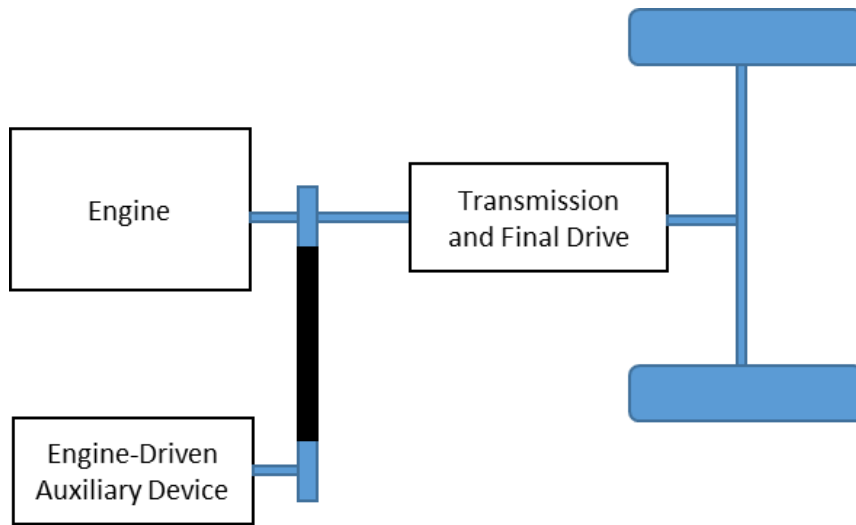 Engine
Transmission
and Final Drive
Engine-Driven
Auxiliary Device